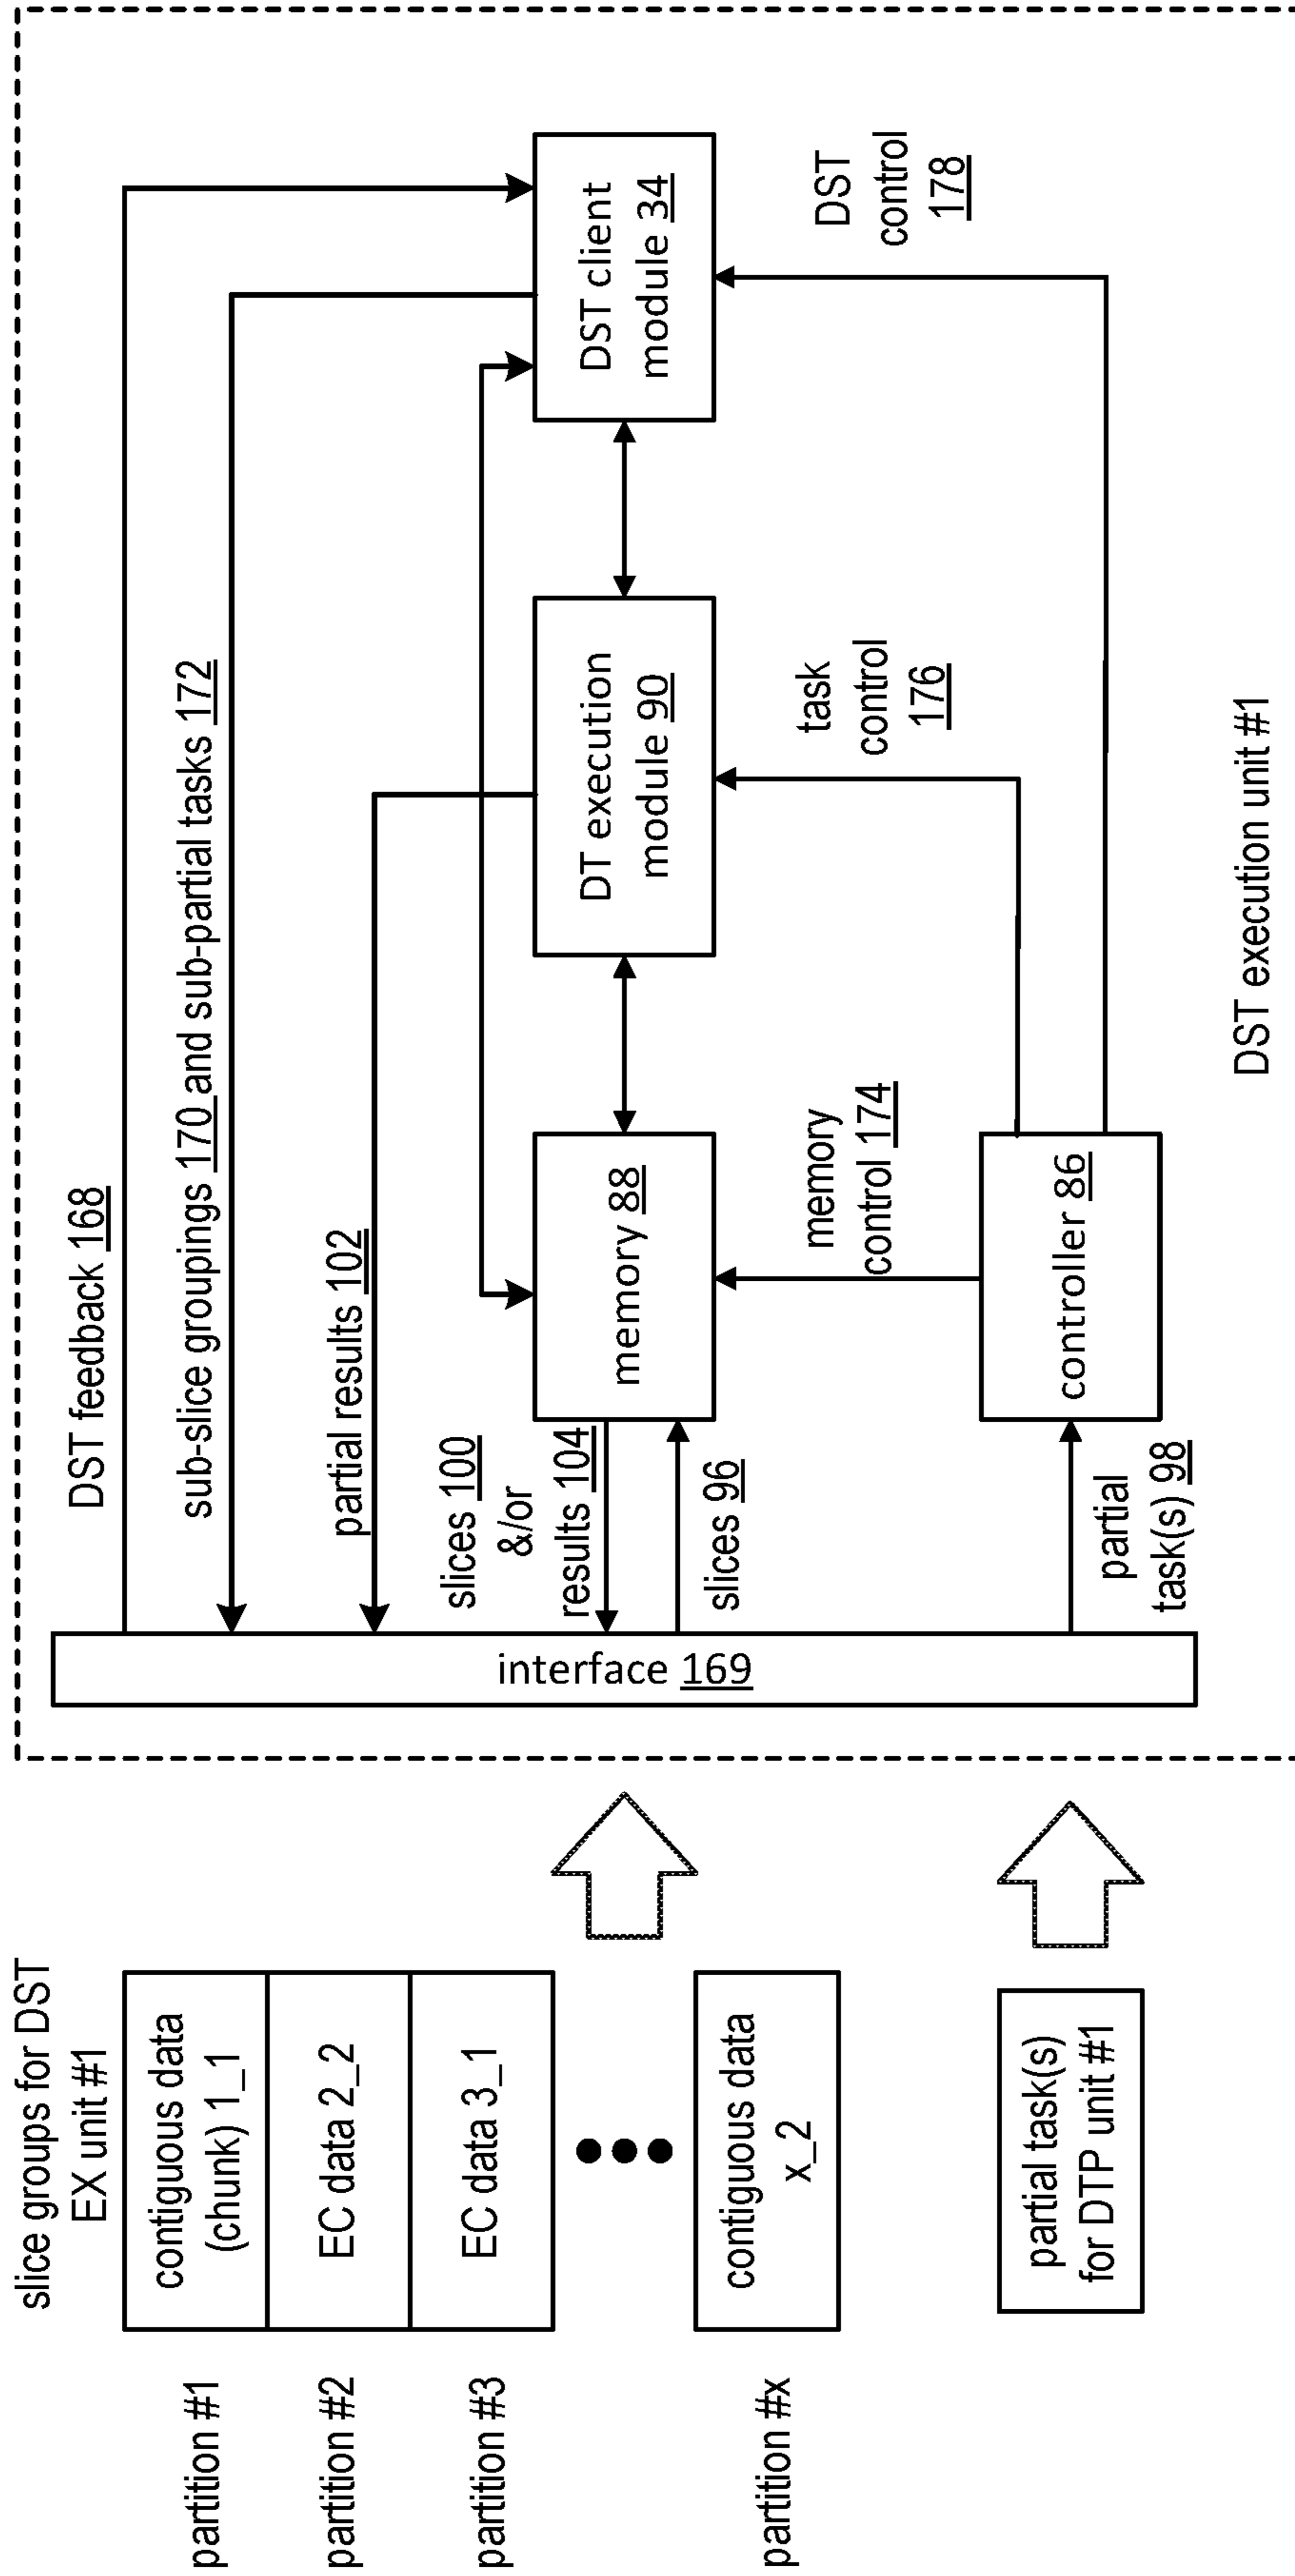 slice groups for DST
EX unit #1
partition #1
contiguous data
(chunk) 1_1
partition #2
EC data 2_2
partition #3
EC data 3_1
partition #x
contiguous data
x_2
partial task(s)
for DTP unit #1
interface 169
DST feedback 168
sub-slice groupings 170 and sub-partial tasks 172
partial results 102
slices 100
&/or
results 104
slices 96
partial
task(s) 98
memory 88
DT execution
module 90
DST client
module 34
memory
control 174
task
control
176
DST
control
178
controller 86
DST execution unit #1